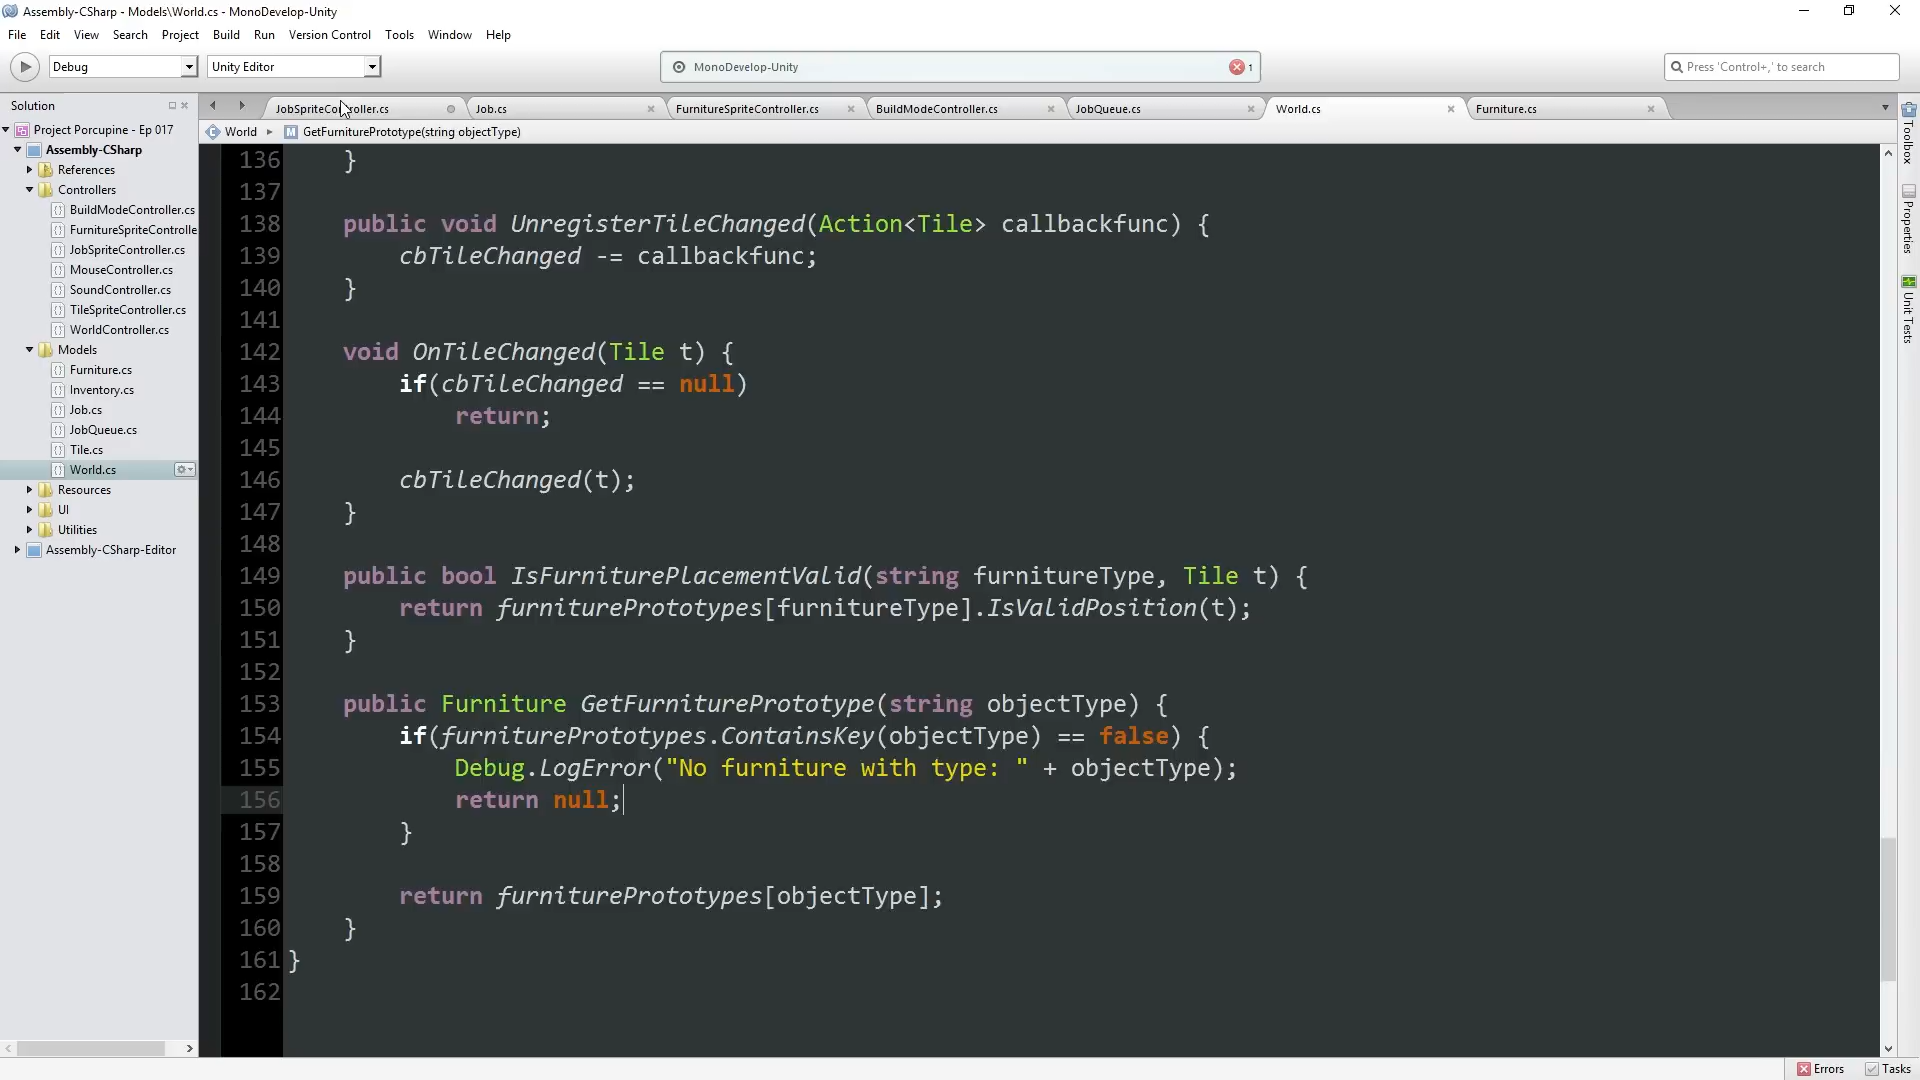 Assembly-CSharp - Models\World.cs - MonoDevelop-Unity
File Edit View Search Project Build Run Version Control Tools Window Help
Debug Unity Editor MonoDevelop-Unity 1 Press 'Control+,' to search
Solution
JobSpriteController.cs Job.cs FurnitureSpriteController.cs BuildModeController.cs JobQueue.cs World.cs Furniture.cs
World GetFurniturePrototype(string objectType)
Project Porcupine - Ep 017
Assembly-CSharp
References
Controllers
BuildModeController.cs
FurnitureSpriteControlle
JobSpriteController.cs
MouseController.cs
SoundController.cs
TileSpriteController.cs
WorldController.cs
Models
Furniture.cs
Inventory.cs
Job.cs
JobQueue.cs
Tile.cs
World.cs
Resources
UI
Utilities
Assembly-CSharp-Editor
136 }
137
138 public void UnregisterTileChanged(Action<Tile> callbackfunc) {
139 cbTileChanged -= callbackfunc;
140 }
141
142 void OnTileChanged(Tile t) {
143 if(cbTileChanged == null)
144 return;
145
146 cbTileChanged(t);
147 }
148
149 public bool IsFurniturePlacementValid(string furnitureType, Tile t) {
150 return furniturePrototypes[furnitureType].IsValidPosition(t);
151 }
152
153 public Furniture GetFurniturePrototype(string objectType) {
154 if(furniturePrototypes.ContainsKey(objectType) == false) {
155 Debug.LogError("No furniture with type: " + objectType);
156 return null;
157 }
158
159 return furniturePrototypes[objectType];
160 }
161 }
162
Toolbox
Properties
Unit Tests
Errors Tasks